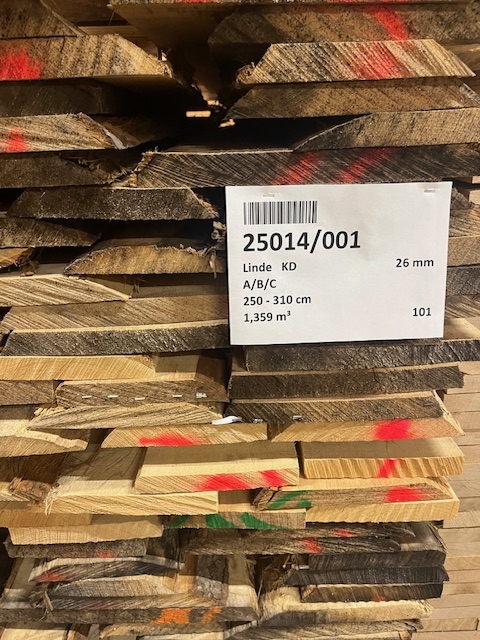 25014/001
Linde KD 26 mm
A/B/C
250 - 310 cm
1,359 m³ 101